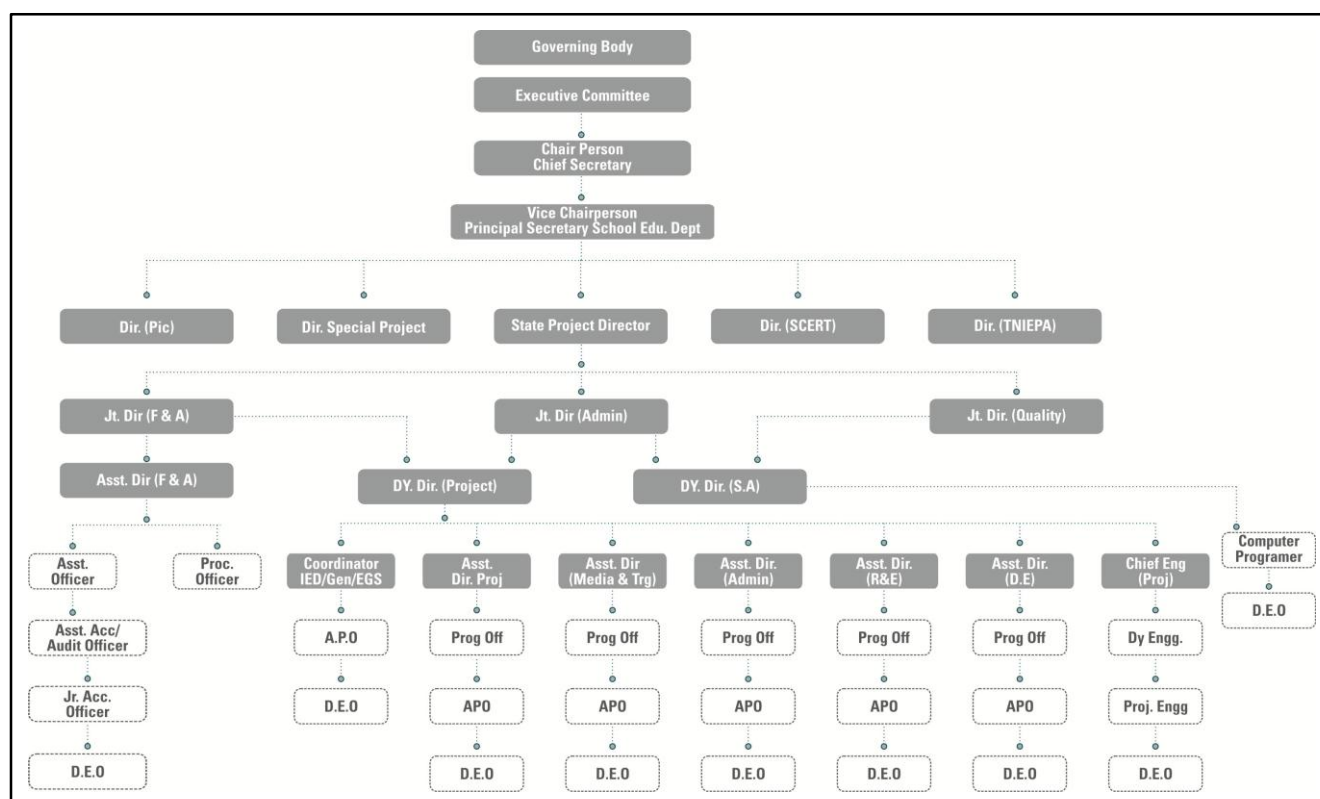 Governing Body
Executive Committee
Chair Person
Chief Secretary
Vice Chairperson
Principal Secretary School Edu. Dept
Dir. (Pic)
Dir. Special Project
State Project Director
Dir. (SCERT)
Dir. (TNIEPA)
Jt. Dir (F & A)
Jt. Dir (Admin)
Jt. Dir. (Quality)
Asst. Dir (F & A)
DY. Dir. (Project)
DY. Dir. (S.A)
Asst.
Officer
Proc.
Officer
Coordinator
IED/Gen/EGS
Asst.
Dir. Proj
Asst. Dir
(Media & Trg)
Asst. Dir.
(Admin)
Asst. Dir.
(R&E)
Asst. Dir.
(D.E)
Chief Eng
(Proj)
Computer
Programer
Asst. Acc/
Audit Officer
A.P.O
Prog Off
Prog Off
Prog Off
Prog Off
Prog Off
Dy Engg.
D.E.O
Jr. Acc.
Officer
D.E.O
APO
APO
APO
APO
APO
Proj. Engg
D.E.O
D.E.O
D.E.O
D.E.O
D.E.O
D.E.O
D.E.O